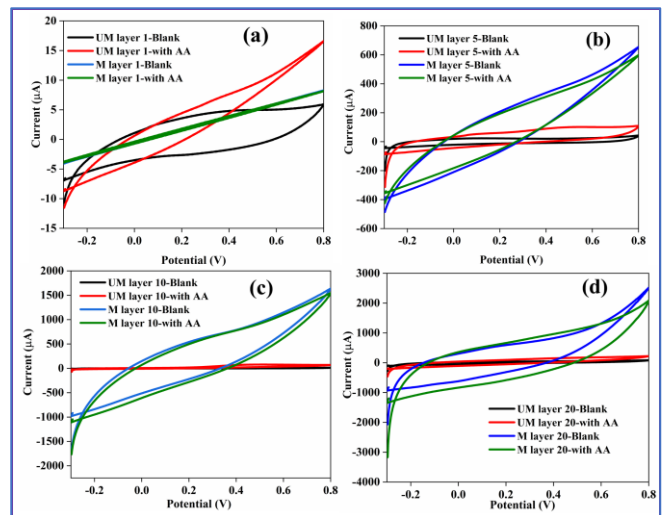 (a)
UM layer 1-Blank
UM layer 1-with AA
M layer 1-Blank
M layer 1-with AA
20
15
10
5
0
-5
-10
-15
Current (µA)
-0.2 0.0 0.2 0.4 0.6 0.8
Potential (V)
(b)
UM layer 5-Blank
UM layer 5-with AA
M layer 5-Blank
M layer 5-with AA
800
600
400
200
0
-200
-400
-600
Current (µA)
-0.2 0.0 0.2 0.4 0.6 0.8
Potential (V)
(c)
UM layer 10-Blank
UM layer 10-with AA
M layer 10-Blank
M layer 10-with AA
2000
1500
1000
500
0
-500
-1000
-1500
-2000
Current (µA)
-0.2 0.0 0.2 0.4 0.6 0.8
Potential (V)
(d)
3000
2000
1000
0
-1000
-2000
-3000
-4000
Current (µA)
UM layer 20-Blank
UM layer 20-with AA
M layer 20-Blank
M layer 20-with AA
-0.2 0.0 0.2 0.4 0.6 0.8
Potential (V)